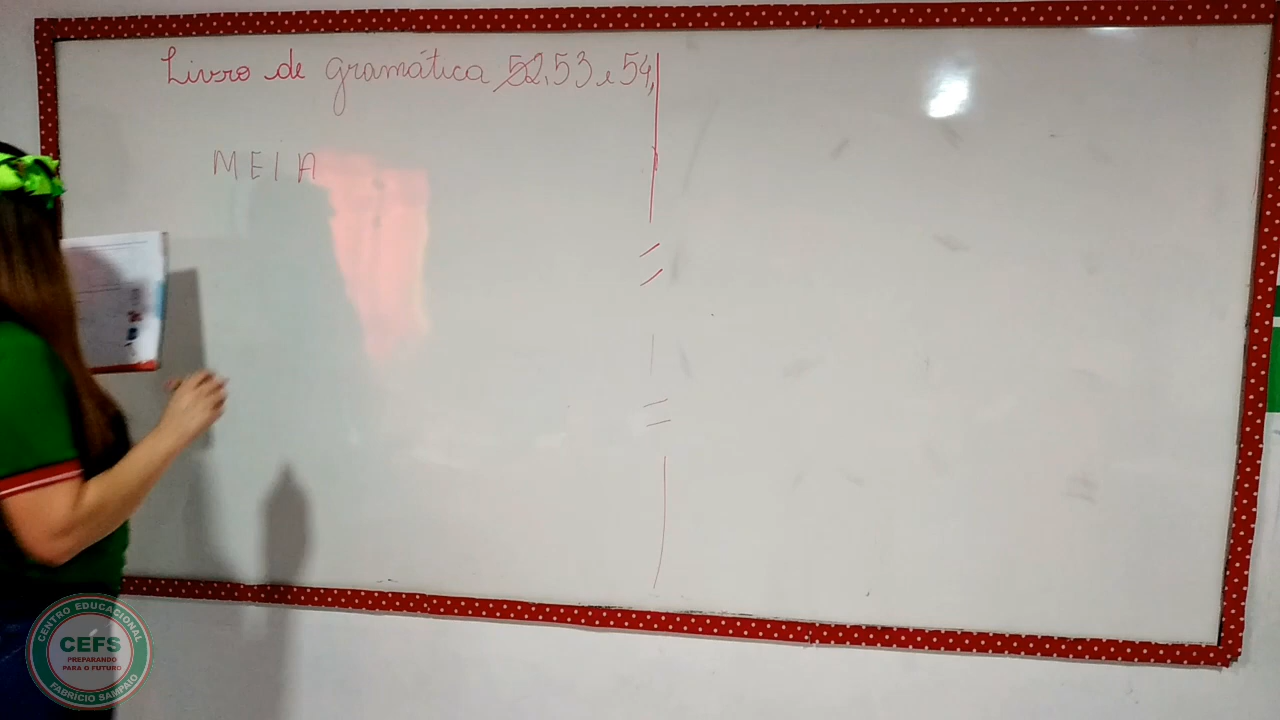 Livro de gramática 52, 53 e 54,
MEIA
CENTRO EDUCACIONAL
CEFS
PREPARANDO
PARA O FUTURO
FABRICIO SAMPAIO